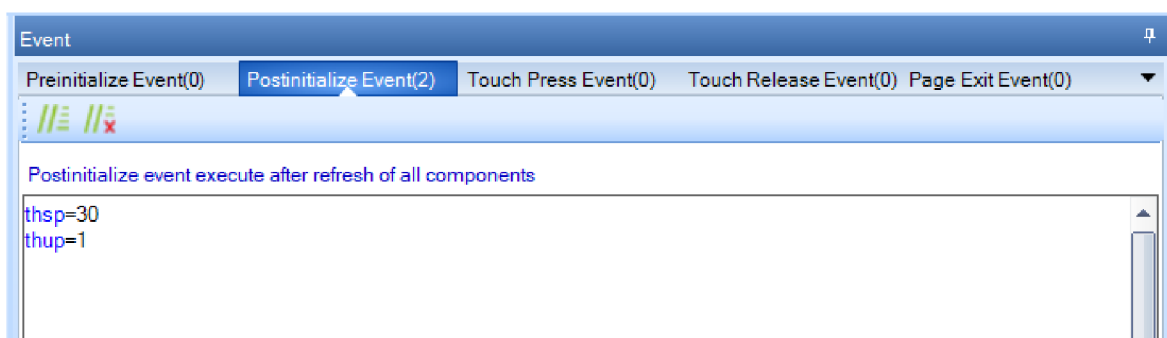 Event
Preinitialize Event(0) Postinitialize Event(2) Touch Press Event(0) Touch Release Event(0) Page Exit Event(0)
Postinitialize event execute after refresh of all components
thsp=30
thup=1